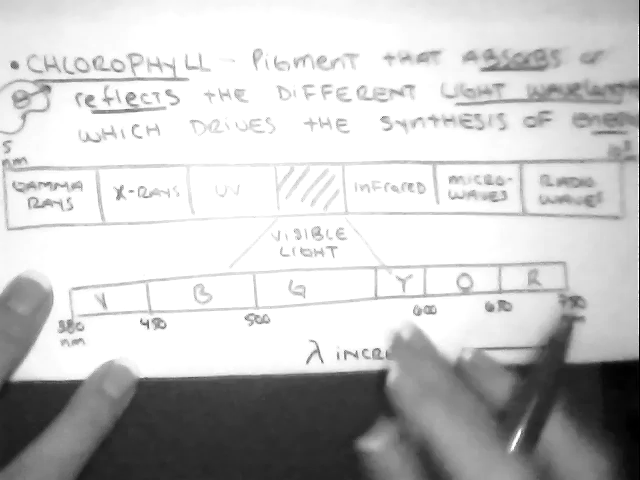 • CHLOROPHYLL - PIGMENT THAT ABSORBS or
reflects THE DIFFERENT LIGHT
WHICH DRIVES THE SYNTHESIS OF
nm
GAMMA RAYS X-RAYS UV InFrareD MICRO-WAVES RADIO WAVES
VISIBLE
LIGHT
V B G Y O R
380 nm 450 500 600 650 750
λ